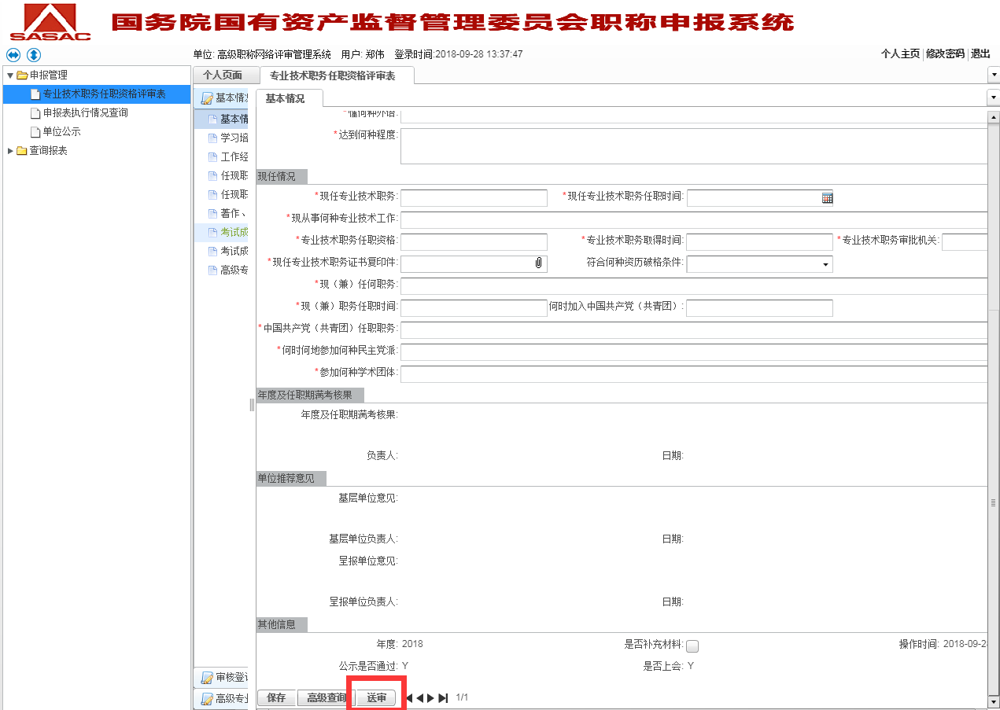 SASAC
国务院国有资产监督管理委员会职称申报系统
单位: 高级职称网络评审管理系统 用户: 郑伟 登录时间:2018-09-28 13:37:47
个人主页 修改密码 退出
申报管理
专业技术职务任职资格评审表
申报表执行情况查询
单位公示
查询报表
个人页面 专业技术职务任职资格评审表
基本情
基本情
学习培
工作经
任现职
任现职
著作、
考试成
考试成
高级专
审核登
高级专业
基本情况
*懂何种外语:
*达到何种程度:
现任情况
*现任专业技术职务: *现任专业技术职务任职时间:
*现从事何种专业技术工作:
*专业技术职务任职资格: *专业技术职务取得时间: *专业技术职务审批机关:
*现任专业技术职务证书复印件: 符合何种资历破格条件:
*现（兼）任何职务:
*现（兼）职务任职时间: 何时加入中国共产党（共青团）:
*中国共产党（共青团）任职职务:
*何时何地参加何种民主党派:
*参加何种学术团体:
年度及任职期满考核果
年度及任职期满考核果:
负责人: 日期:
单位推荐意见
基层单位意见:
基层单位负责人: 日期:
呈报单位意见:
呈报单位负责人: 日期:
其他信息
年度: 2018 是否补充材料: 操作时间: 2018-09-2
公示是否通过: Y 是否上会: Y
保存 高级查询 送审 1/1